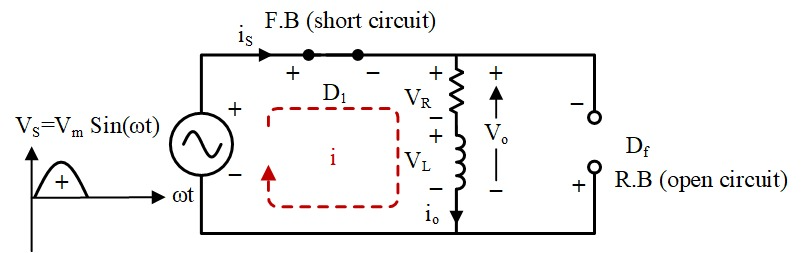 F.B (short circuit)
iS
+ −
D1
VS=Vm Sin(ωt)
+
ωt
+
−
i
+
VR
−
+
VL
−
io
+
Vo
−
−
Df
+
R.B (open circuit)